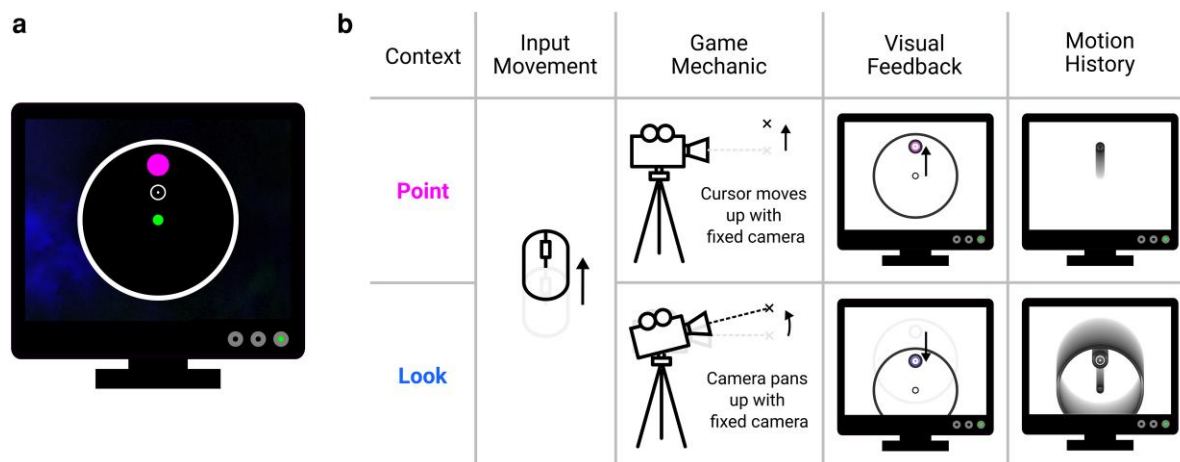 a
b
Context
Input
Movement
Game
Mechanic
Visual
Feedback
Motion
History
Point
Cursor moves
up with
fixed camera
Look
Camera pans
up with
fixed camera